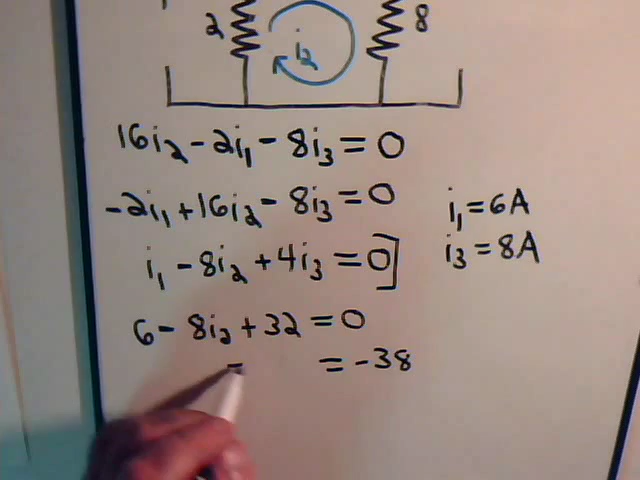 2 i₂ 8
16i₂ - 2i₁ - 8i₃ = 0
-2i₁ + 16i₂ - 8i₃ = 0
i₁ = 6A
i₁ - 8i₂ + 4i₃ = 0]
i₃ = 8A
6 - 8i₂ + 32 = 0
- = -38